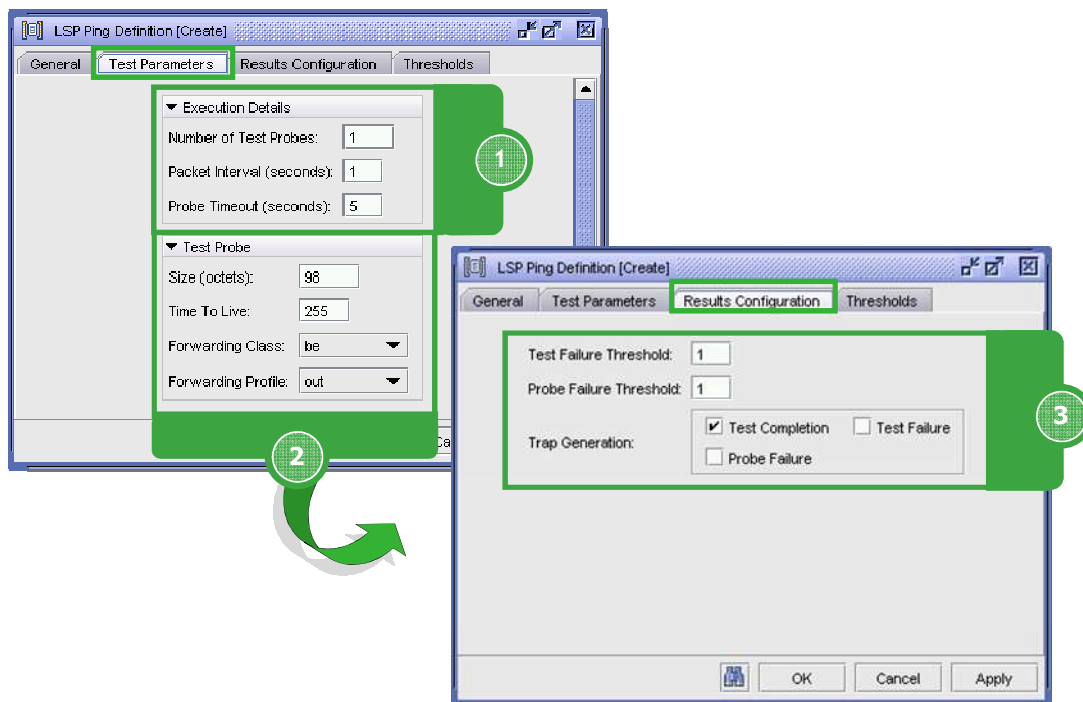 LSP Ping Definition [Create]
General Test Parameters Results Configuration Thresholds
Execution Details
Number of Test Probes: 1
Packet Interval (seconds): 1
Probe Timeout (seconds): 5
1
Test Probe
Size (octets): 98
Time To Live: 255
Forwarding Class: be
Forwarding Profile: out
Ca
2
LSP Ping Definition [Create]
General Test Parameters Results Configuration Thresholds
Test Failure Threshold: 1
Probe Failure Threshold: 1
Trap Generation: Test Completion Test Failure
Probe Failure
3
OK Cancel Apply